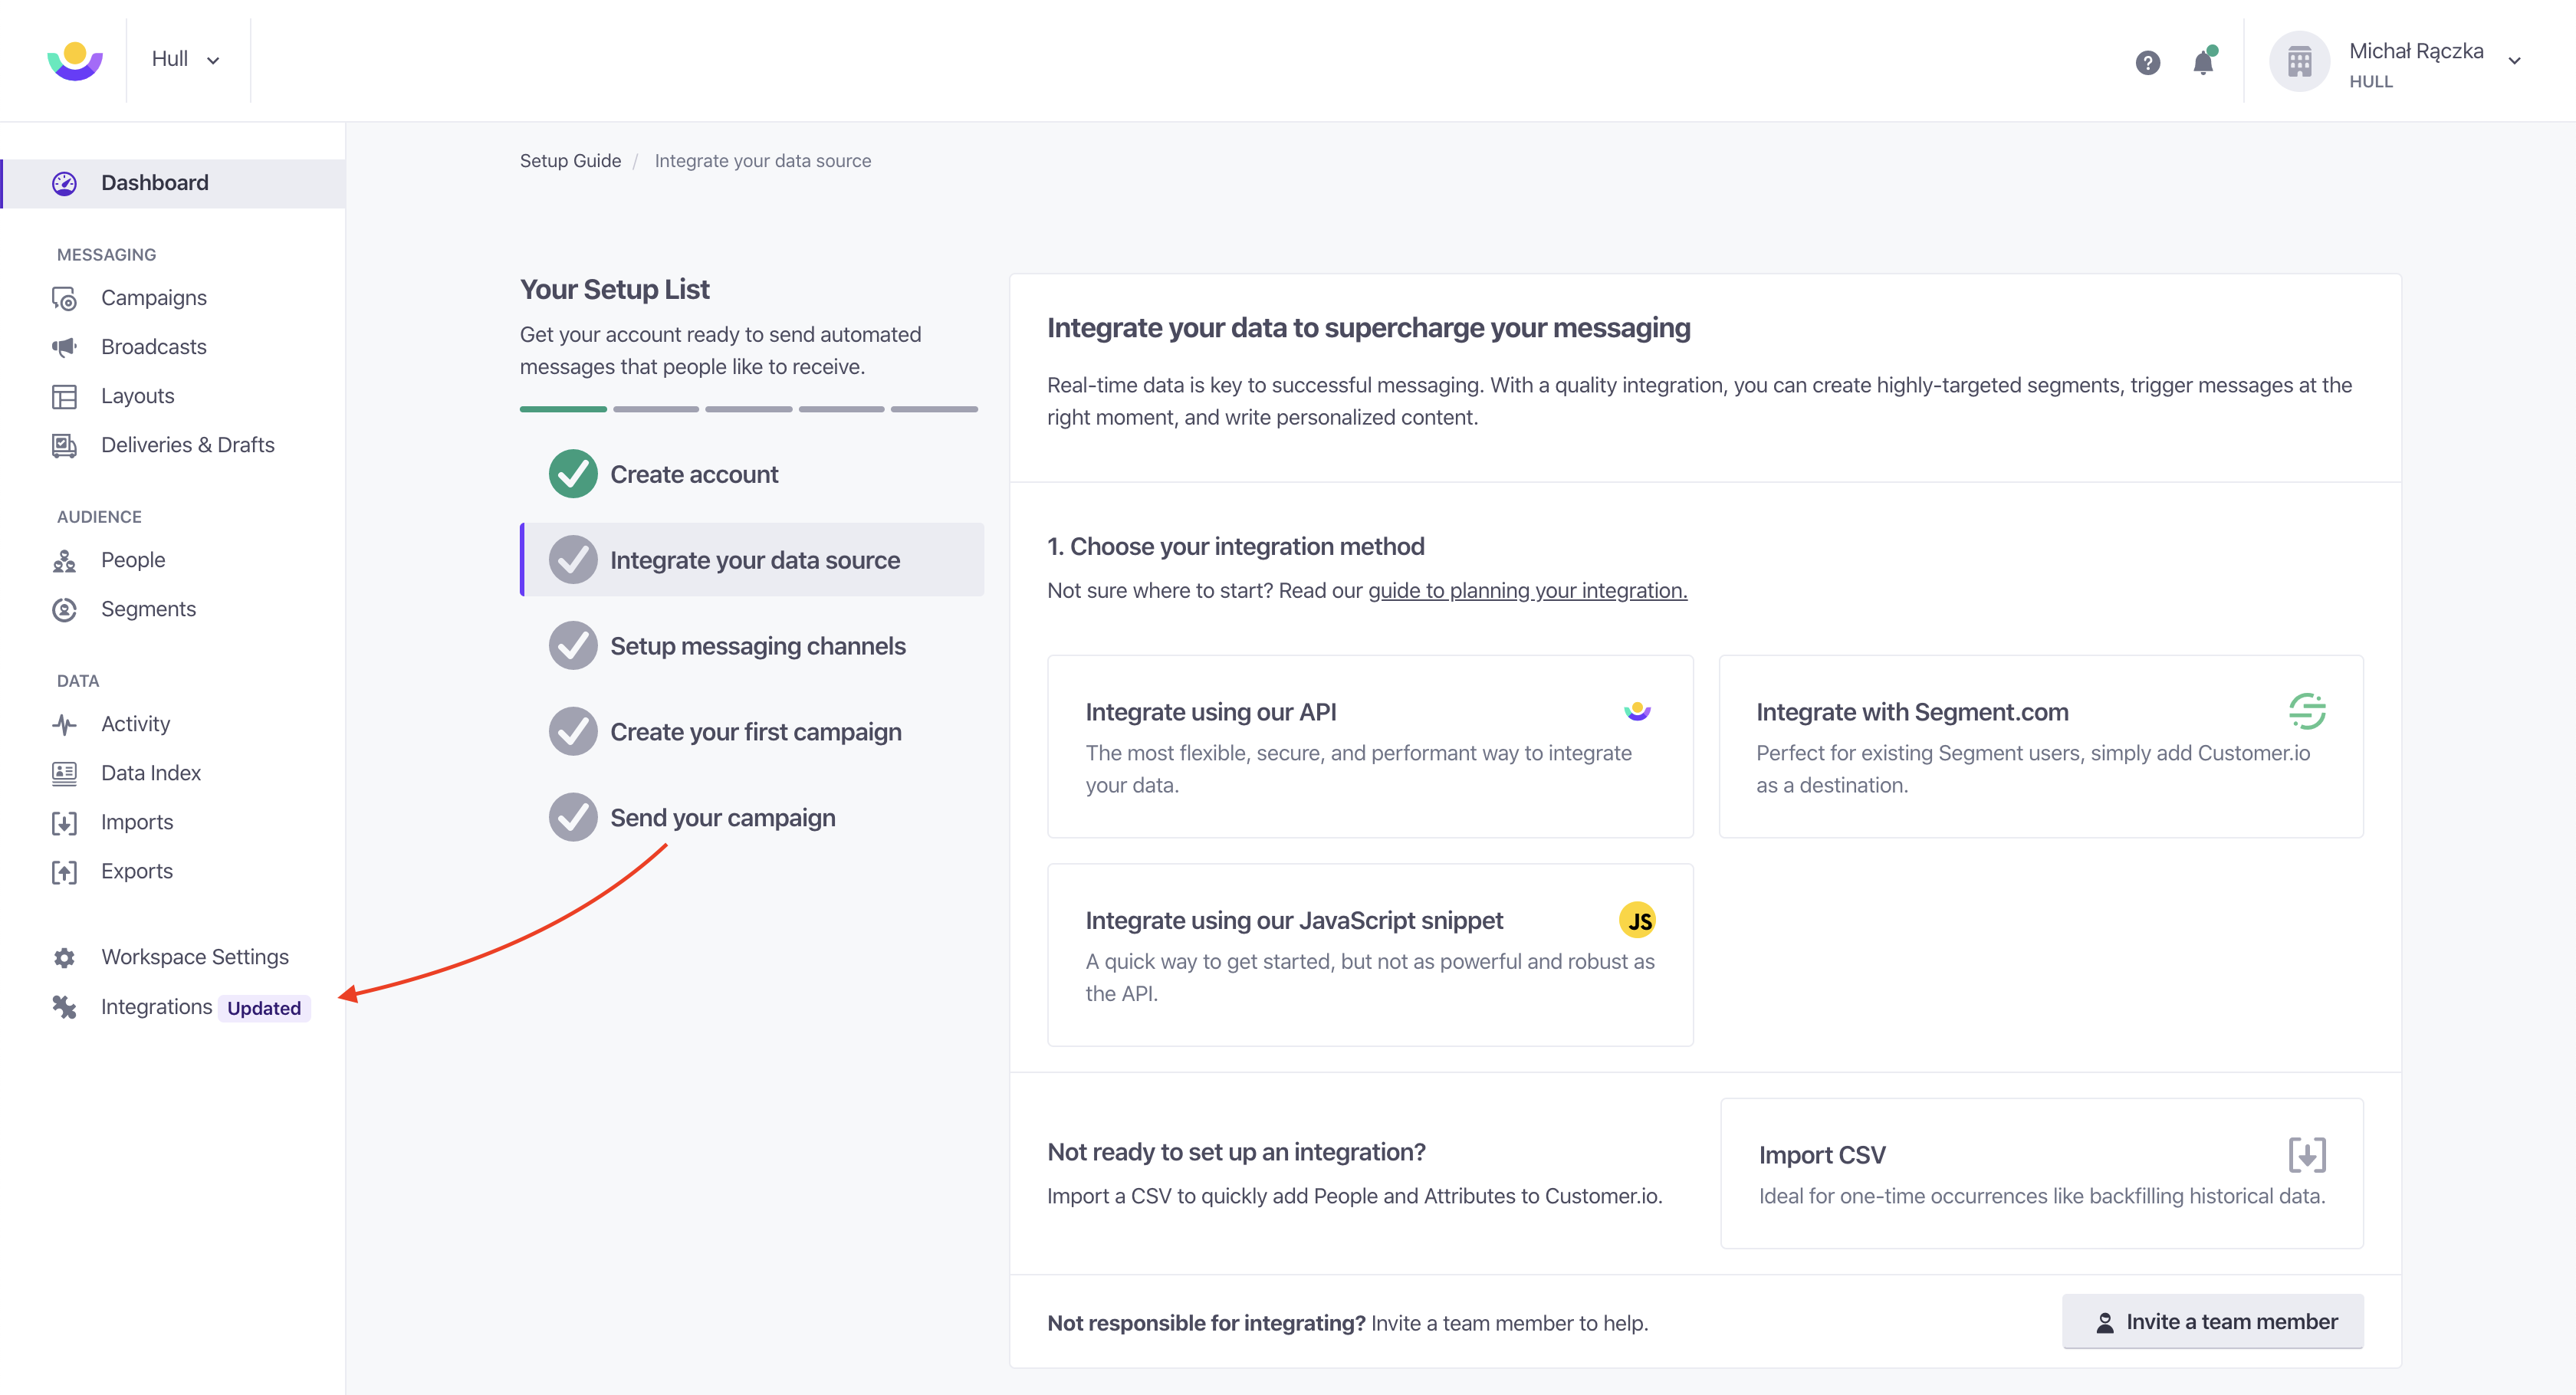 Hull
Michał Rączka
HULL
Dashboard
MESSAGING
Campaigns
Broadcasts
Layouts
Deliveries & Drafts
AUDIENCE
People
Segments
DATA
Activity
Data Index
Imports
Exports
Workspace Settings
Integrations Updated
Setup Guide / Integrate your data source
Your Setup List
Get your account ready to send automated
messages that people like to receive.
Create account
Integrate your data source
Setup messaging channels
Create your first campaign
Send your campaign
Integrate your data to supercharge your messaging
Real-time data is key to successful messaging. With a quality integration, you can create highly-targeted segments, trigger messages at the
right moment, and write personalized content.
1. Choose your integration method
Not sure where to start? Read our guide to planning your integration.
Integrate using our API
The most flexible, secure, and performant way to integrate
your data.
Integrate with Segment.com
Perfect for existing Segment users, simply add Customer.io
as a destination.
Integrate using our JavaScript snippet
JS
A quick way to get started, but not as powerful and robust as
the API.
Not ready to set up an integration?
Import a CSV to quickly add People and Attributes to Customer.io.
Import CSV
Ideal for one-time occurrences like backfilling historical data.
Not responsible for integrating? Invite a team member to help.
Invite a team member